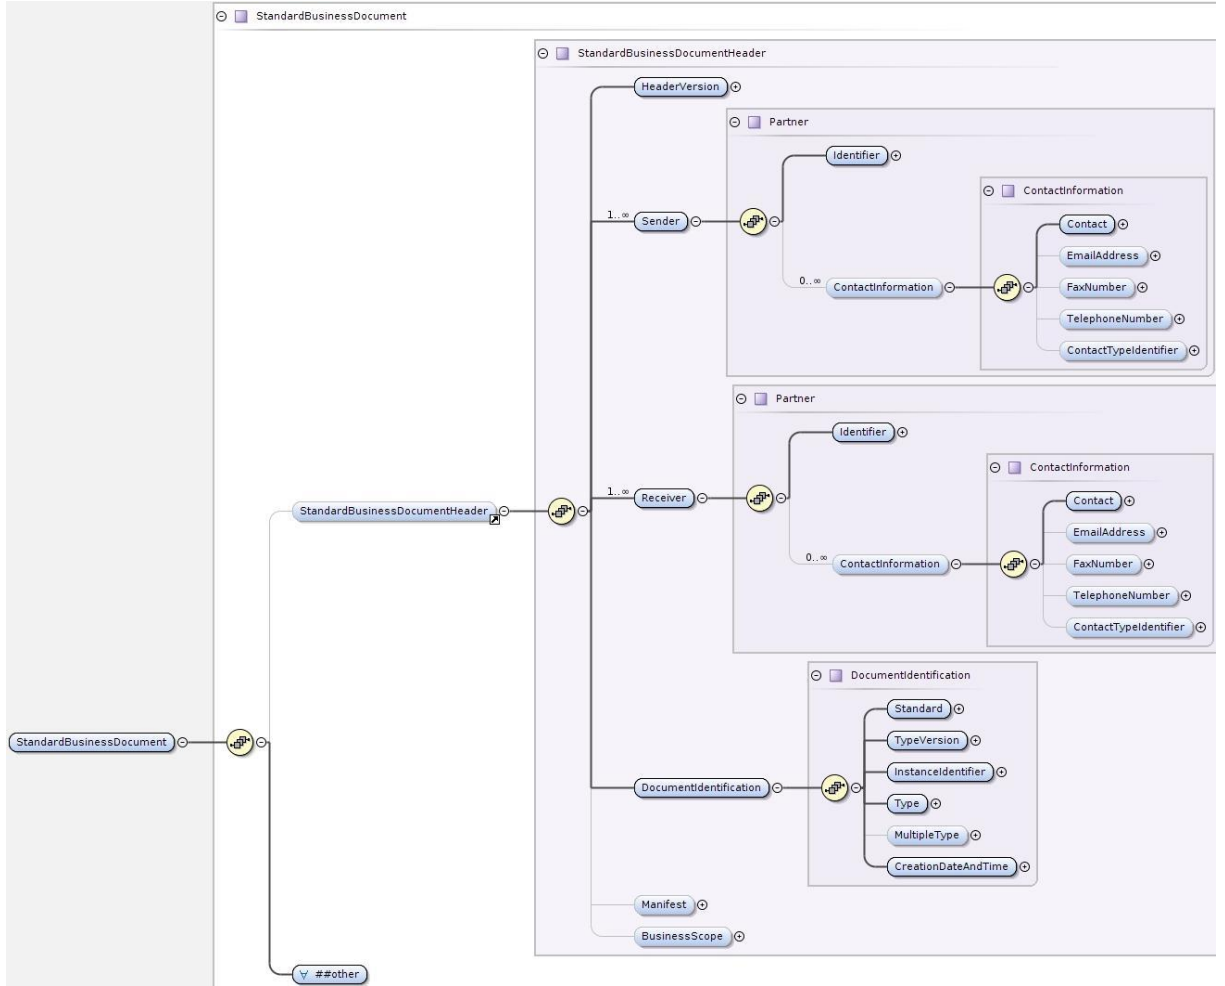 StandardBusinessDocument
StandardBusinessDocumentHeader
HeaderVersion
Partner
Identifier
ContactInformation
Contact
1..∞ Sender
EmailAddress
0..∞ ContactInformation
FaxNumber
TelephoneNumber
ContactTypeIdentifier
Partner
Identifier
ContactInformation
1..∞ Receiver
Contact
StandardBusinessDocumentHeader
EmailAddress
0..∞ ContactInformation
FaxNumber
TelephoneNumber
ContactTypeIdentifier
DocumentIdentification
Standard
StandardBusinessDocument
TypeVersion
InstanceIdentifier
DocumentIdentification
Type
MultipleType
CreationDateAndTime
Manifest
BusinessScope
∀ ##other